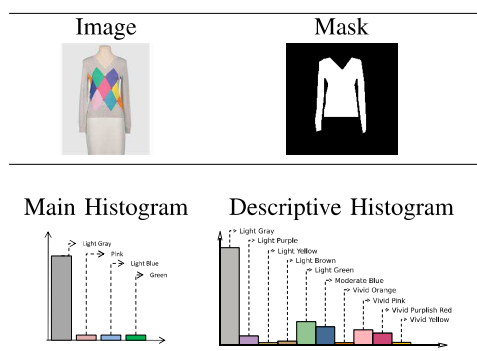 Image Mask
Main Histogram Descriptive Histogram
Light Gray
Pink
Light Blue
Green
Light Gray
Light Purple
Light Yellow
Light Brown
Light Green
Moderate Blue
Vivid Orange
Vivid Pink
Vivid Purplish Red
Vivid Yellow